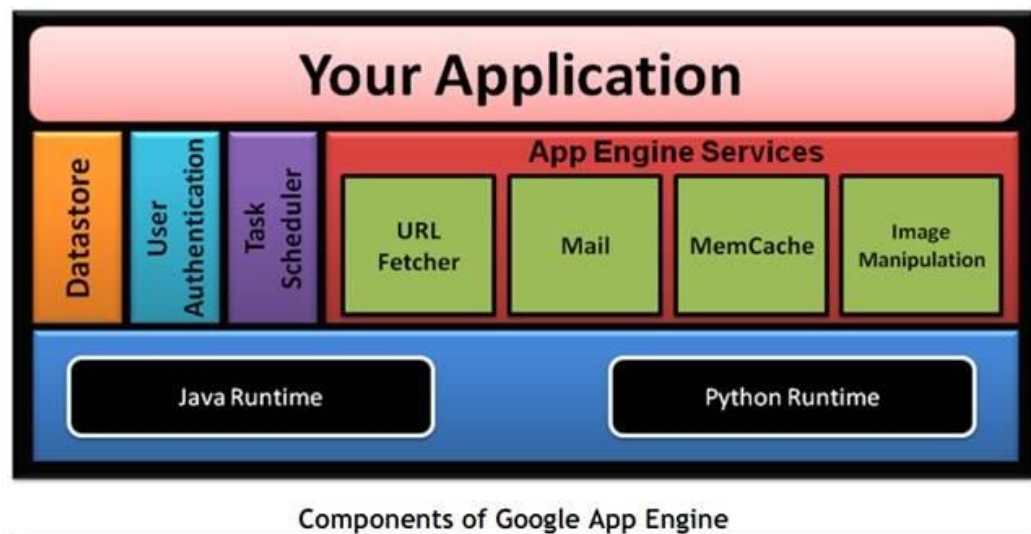 Your Application
Datastore
User
Authentication
Task
Scheduler
App Engine Services
URL
Fetcher
Mail
MemCache
Image
Manipulation
Java Runtime
Python Runtime
Components of Google App Engine